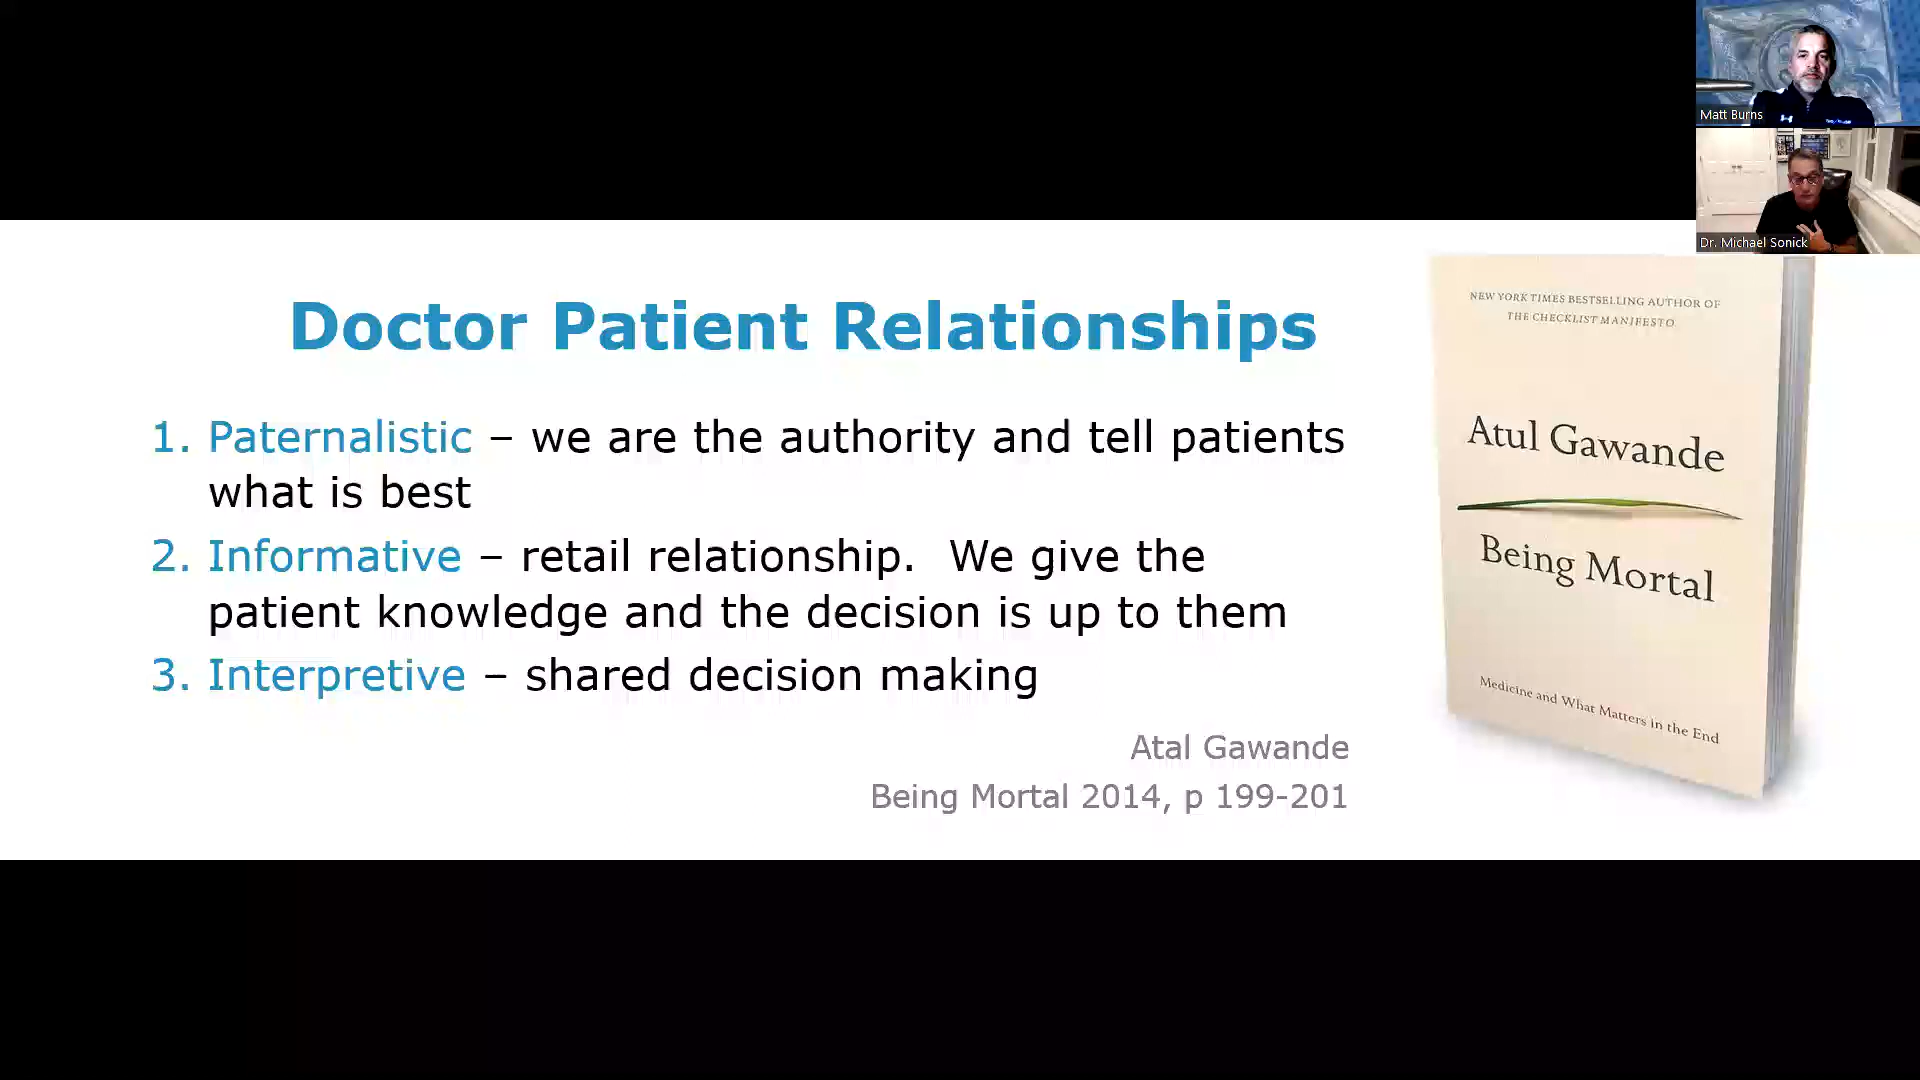 Matt Burns
Dr. Michael Sonick
Doctor Patient Relationships
1. Paternalistic – we are the authority and tell patients
what is best
2. Informative – retail relationship.  We give the
patient knowledge and the decision is up to them
3. Interpretive – shared decision making
Atal Gawande
Being Mortal 2014, p 199-201
NEW YORK TIMES BESTSELLING AUTHOR OF
THE CHECKLIST MANIFESTO
Atul Gawande
Being Mortal
Medicine and What Matters in the End